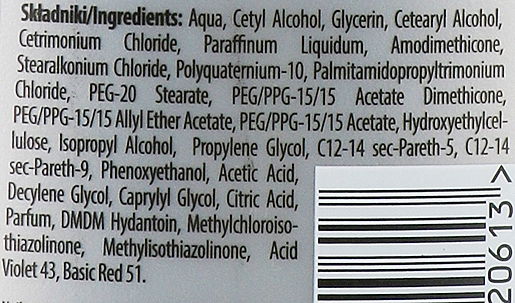 Składniki/Ingredients: Aqua, Cetyl Alcohol, Glycerin, Cetearyl Alcohol,
Cetrimonium Chloride, Paraffinum Liquidum, Amodimethicone,
Stearalkonium Chloride, Polyquaternium-10, Palmitamidopropyltrimonium
Chloride, PEG-20 Stearate, PEG/PPG-15/15 Acetate Dimethicone,
PEG/PPG-15/15 Allyl Ether Acetate, PEG/PPG-15/15 Acetate, Hydroxyethylcel-
lulose, Isopropyl Alcohol, Propylene Glycol, C12-14 sec-Pareth-5, C12-14
sec-Pareth-9, Phenoxyethanol, Acetic Acid,
Decylene Glycol, Caprylyl Glycol, Citric Acid,
Parfum, DMDM Hydantoin, Methylchloroiso-
thiazolinone, Methylisothiazolinone, Acid
Violet 43, Basic Red 51.
20613 >